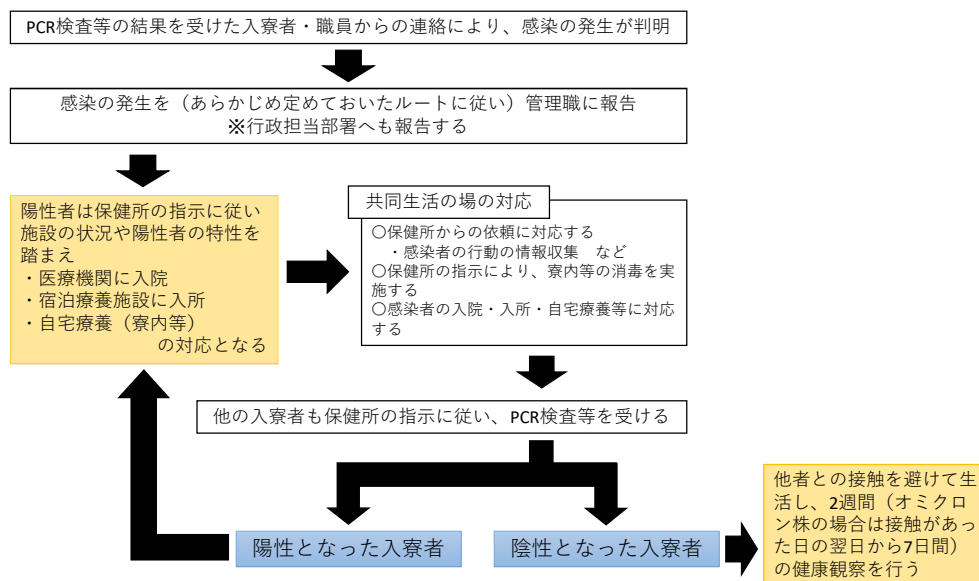 PCR検査等の結果を受けた入寮者・職員からの連絡により、感染の発生が判明
感染の発生を（あらかじめ定めておいたルートに従い）管理職に報告
※行政担当部署へも報告する
陽性者は保健所の指示に従い
施設の状況や陽性者の特性を
踏まえ
・医療機関に入院
・宿泊療養施設に入所
・自宅療養（寮内等）
の対応となる
共同生活の場の対応
〇保健所からの依頼に対応する
・感染者の行動の情報収集　など
〇保健所の指示により、寮内等の消毒を実
施する
〇感染者の入院・入所・自宅療養等に対応
する
他の入寮者も保健所の指示に従い、PCR検査等を受ける
陽性となった入寮者
陰性となった入寮者
他者との接触を避けて生
活し、2週間（オミクロ
ン株の場合は接触があっ
た日の翌日から7日間）
の健康観察を行う